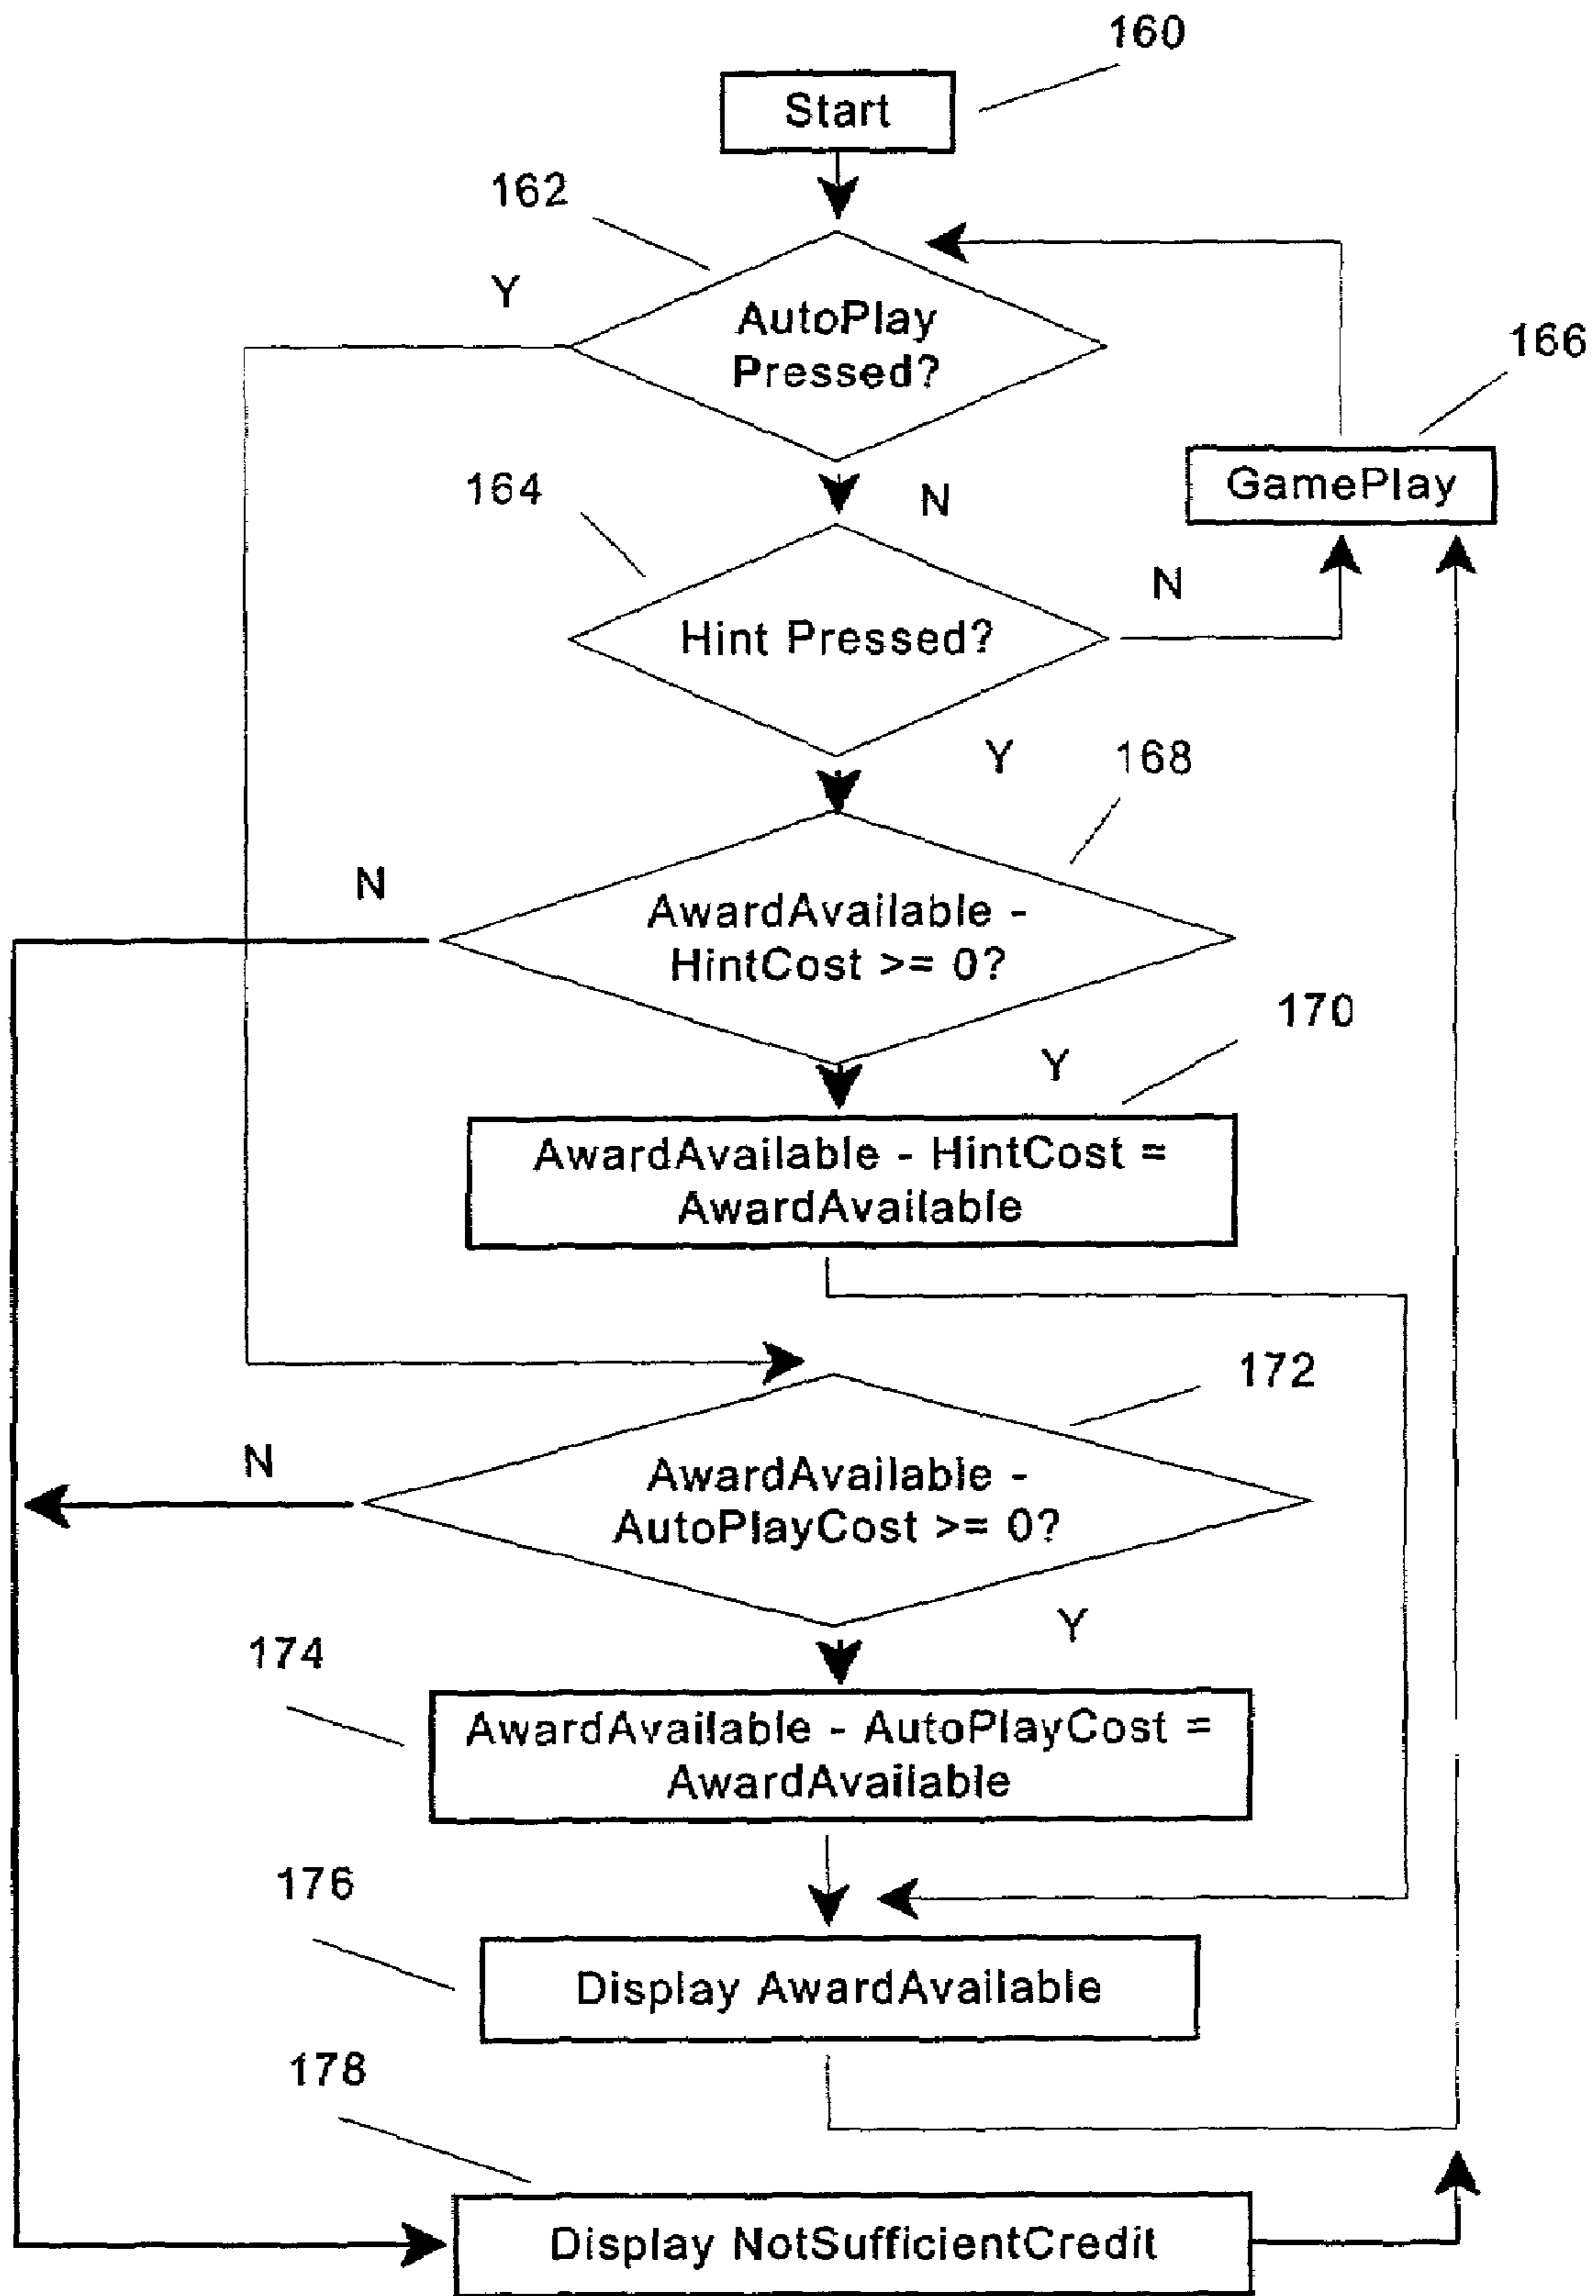 160
Start
162
Y
AutoPlay
Pressed?
166
GamePlay
164
N
N
Hint Pressed?
Y
168
N
AwardAvailable -
HintCost >= 0?
170
Y
AwardAvailable - HintCost =
AwardAvailable
172
N
AwardAvailable -
AutoPlayCost >= 0?
Y
174
AwardAvailable - AutoPlayCost =
AwardAvailable
176
Display AwardAvailable
178
Display NotSufficientCredit